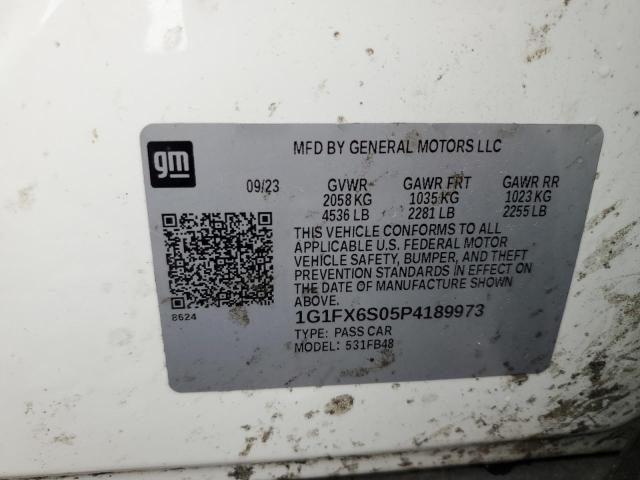 gm
MFD BY GENERAL MOTORS LLC
09/23 GVWR GAWR FRT GAWR RR
2058 KG 1035 KG 1023 KG
4536 LB 2281 LB 2255 LB
THIS VEHICLE CONFORMS TO ALL
APPLICABLE U.S. FEDERAL MOTOR
VEHICLE SAFETY, BUMPER, AND THEFT
PREVENTION STANDARDS IN EFFECT ON
THE DATE OF MANUFACTURE SHOWN
ABOVE.
8624
1G1FX6S05P4189973
TYPE: PASS CAR
MODEL: 531FB48